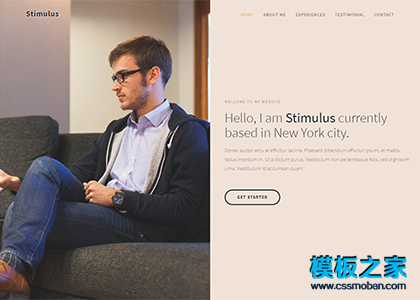 Stimulus
HOME ABOUT ME EXPERIENCES TESTIMONIAL CONTACT
WELCOME TO MY WEBSITE
Hello, I am Stimulus currently
based in New York city.
Donec auctor arcu at efficitur lacinia. Praesent bibendum efficitur ipsum, et mattis
tellus interdum in. Ut a dictum purus. Vestibulum non pellentesque felis, sed dignissim
urna. Vestibulum id accumsan quam.
GET STARTED
模板之家
www.cssmoban.com